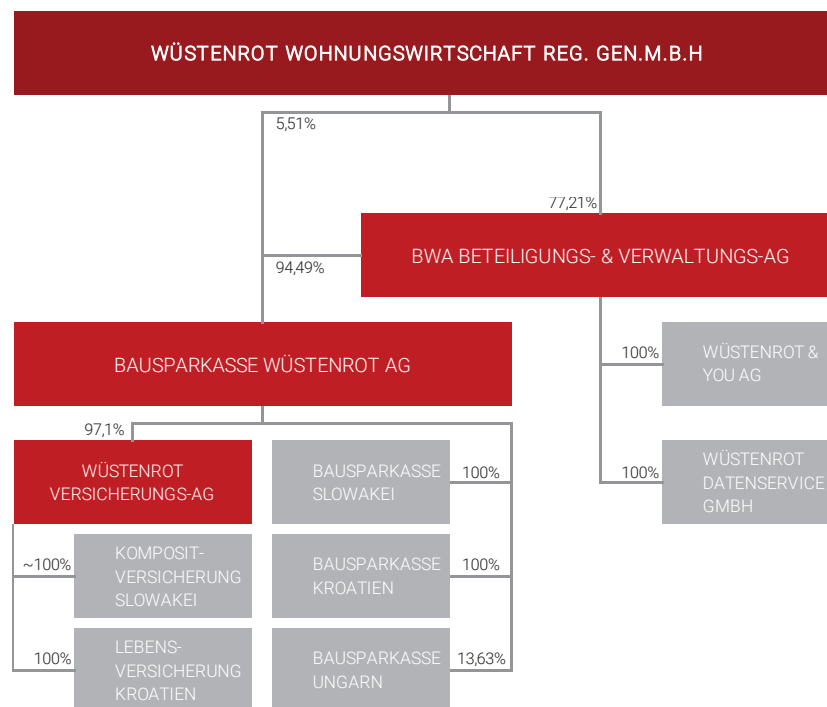 WÜSTENROT WOHNUNGSWIRTSCHAFT REG. GEN.M.B.H
5,51%
77,21%
BWA BETEILIGUNGS- & VERWALTUNGS-AG
94,49%
BAUSPARKASSE WÜSTENROT AG
100%
WÜSTENROT &
YOU AG
97,1%
WÜSTENROT
VERSICHERUNGS-AG
BAUSPARKASSE
SLOWAKEI
100%
100%
WÜSTENROT
DATENSERVICE
GMBH
~100%
KOMPOSIT-
VERSICHERUNG
SLOWAKEI
BAUSPARKASSE
KROATIEN
100%
100%
LEBENS-
VERSICHERUNG
KROATIEN
BAUSPARKASSE
UNGARN
13,63%